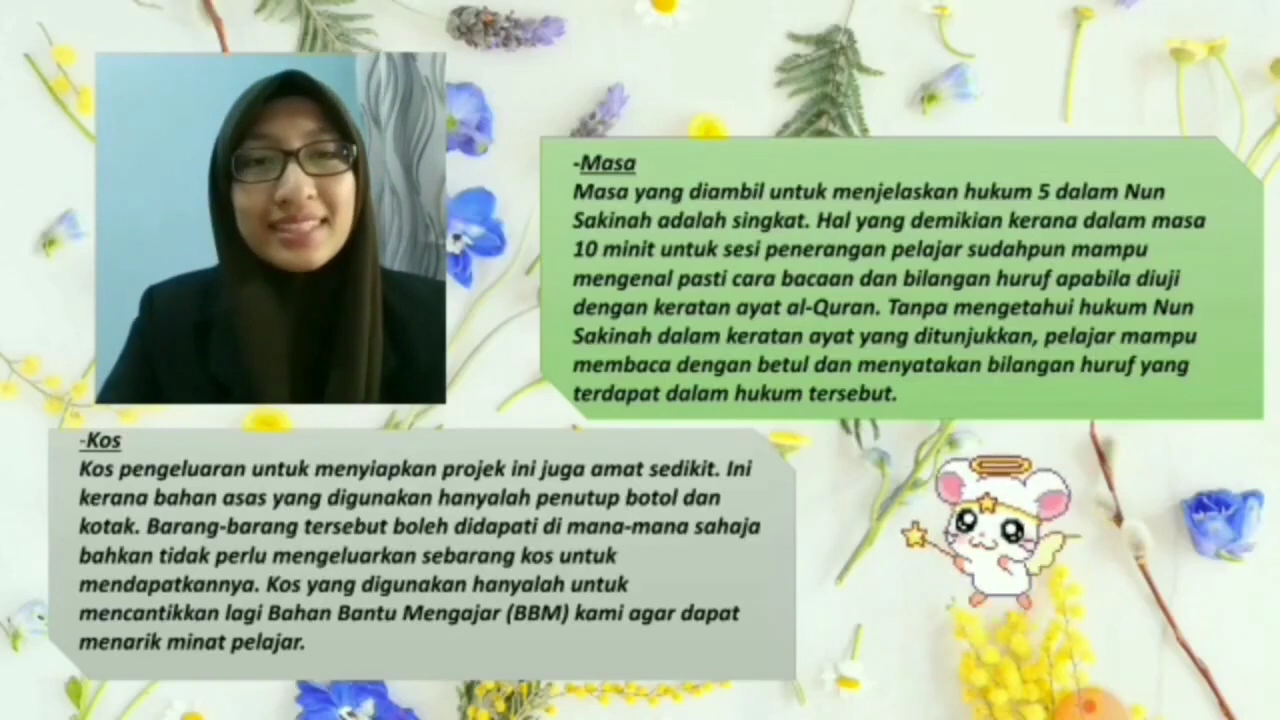 -Masa
Masa yang diambil untuk menjelaskan hukum 5 dalam Nun
Sakinah adalah singkat. Hal yang demikian kerana dalam masa
10 minit untuk sesi penerangan pelajar sudahpun mampu
mengenal pasti cara bacaan dan bilangan huruf apabila diuji
dengan keratan ayat al-Quran. Tanpa mengetahui hukum Nun
Sakinah dalam keratan ayat yang ditunjukkan, pelajar mampu
membaca dengan betul dan menyatakan bilangan huruf yang
terdapat dalam hukum tersebut.
-Kos
Kos pengeluaran untuk menyiapkan projek ini juga amat sedikit. Ini
kerana bahan asas yang digunakan hanyalah penutup botol dan
kotak. Barang-barang tersebut boleh didapati di mana-mana sahaja
bahkan tidak perlu mengeluarkan sebarang kos untuk
mendapatkannya. Kos yang digunakan hanyalah untuk
mencantikkan lagi Bahan Bantu Mengajar (BBM) kami agar dapat
menarik minat pelajar.